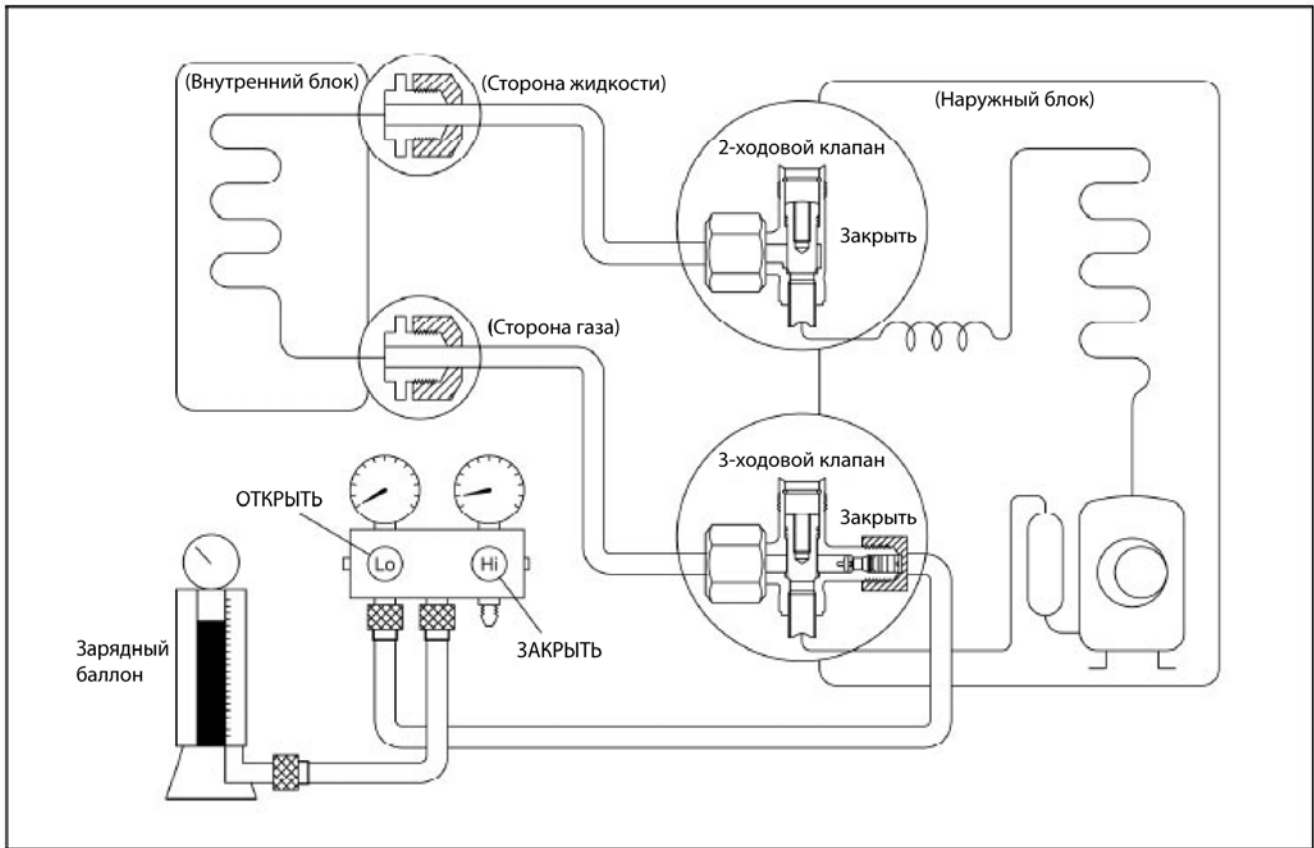 (Внутренний блок)
(Сторона жидкости)
(Наружный блок)
2-ходовой клапан
Закрыть
(Сторона газа)
3-ходовой клапан
Закрыть
ОТКРЫТЬ
Lo
Hi
ЗАКРЫТЬ
Зарядный
баллон